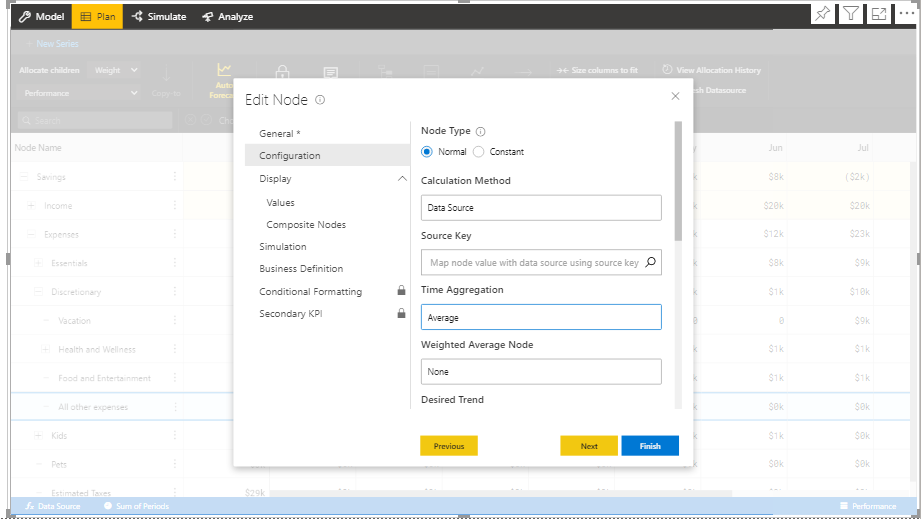 Model Plan Simulate Analyze
New Series
Allocate children Weight Size columns to fit View Allocation History
Performance Copy to Auto Datasource
Search
Node Name Jun Jul
Savings $8k ($2k)
Income $20k $20k
Expenses $12k $23k
Essentials $8k $9k
Discretionary $1k $10k
Vacation 0 $9k
Health and Wellness $1k $1k
Food and Entertainment $1k $1k
All other expenses $0k $0k
Kids $1k $0k
Pets $0k $0k
Estimated Taxes $29k
Data Source Sum of Periods Performance
Edit Node
General *
Configuration
Display
Values
Composite Nodes
Simulation
Business Definition
Conditional Formatting
Secondary KPI
Node Type
Normal Constant
Calculation Method
Data Source
Source Key
Map node value with data source using source key
Time Aggregation
Average
Weighted Average Node
None
Desired Trend
Previous Next Finish